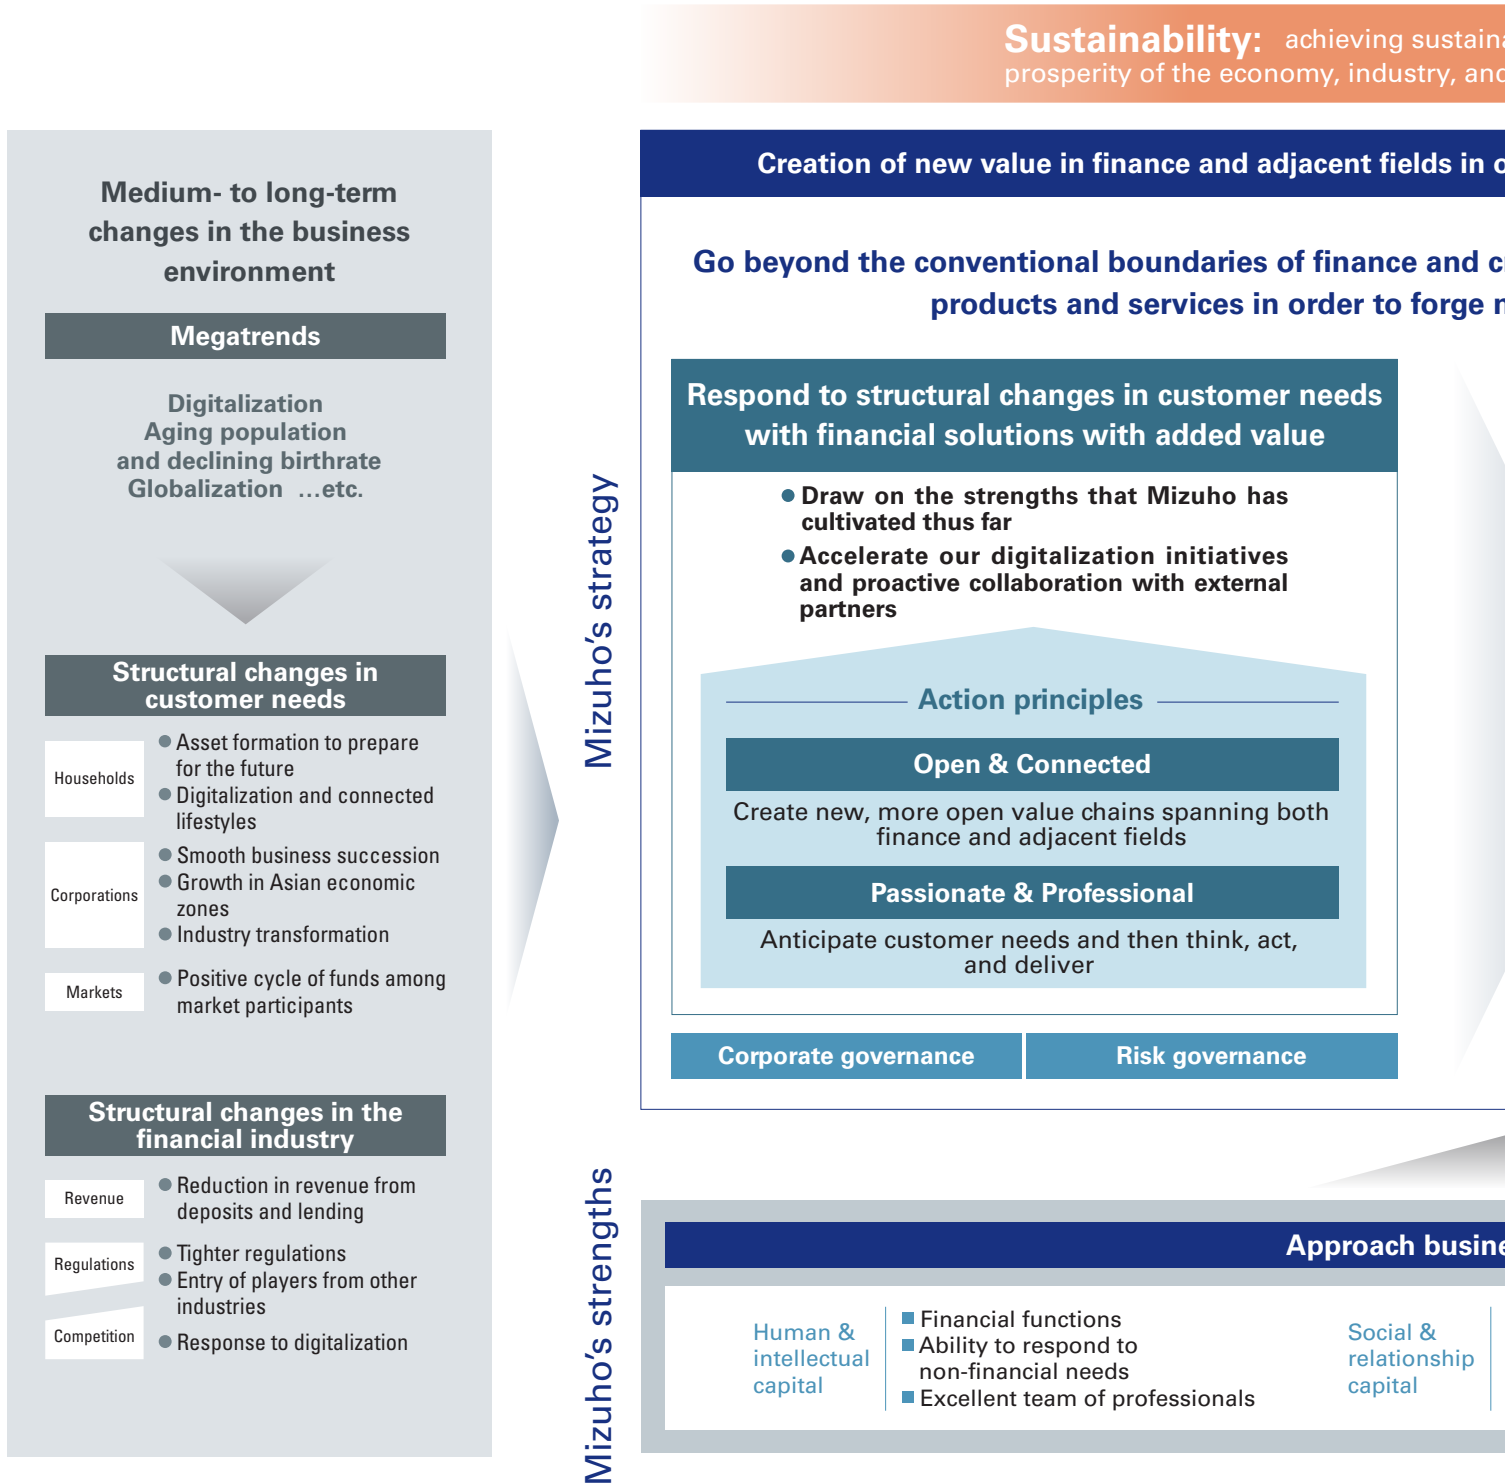 Sustainability: achieving
prosperity of the economy, industry,
Medium- to long-term
changes in the business
environment
Megatrends
Digitalization
Aging population
and declining birthrate
Globalization ...etc.
Structural changes in
customer needs
Households
● Asset formation to prepare
for the future
● Digitalization and connected
lifestyles
Corporations
● Smooth business succession
● Growth in Asian economic
zones
● Industry transformation
Markets
● Positive cycle of funds among
market participants
Structural changes in the
financial industry
Revenue
● Reduction in revenue from
deposits and lending
Regulations
● Tighter regulations
● Entry of players from other
industries
Competition
● Response to digitalization
Mizuho's strategy
Creation of new value in finance and adjacent fields in
Go beyond the conventional boundaries of finance and
products and services in order to forge
Respond to structural changes in customer needs
with financial solutions with added value
● Draw on the strengths that Mizuho has
cultivated thus far
● Accelerate our digitalization initiatives
and proactive collaboration with external
partners
Action principles
Open & Connected
Create new, more open value chains spanning both
finance and adjacent fields
Passionate & Professional
Anticipate customer needs and then think, act,
and deliver
Corporate governance
Risk governance
Mizuho's strengths
Approach
Human &
intellectual
capital
■ Financial functions
■ Ability to respond to
non-financial needs
■ Excellent team of professionals
Social &
relationship
capital